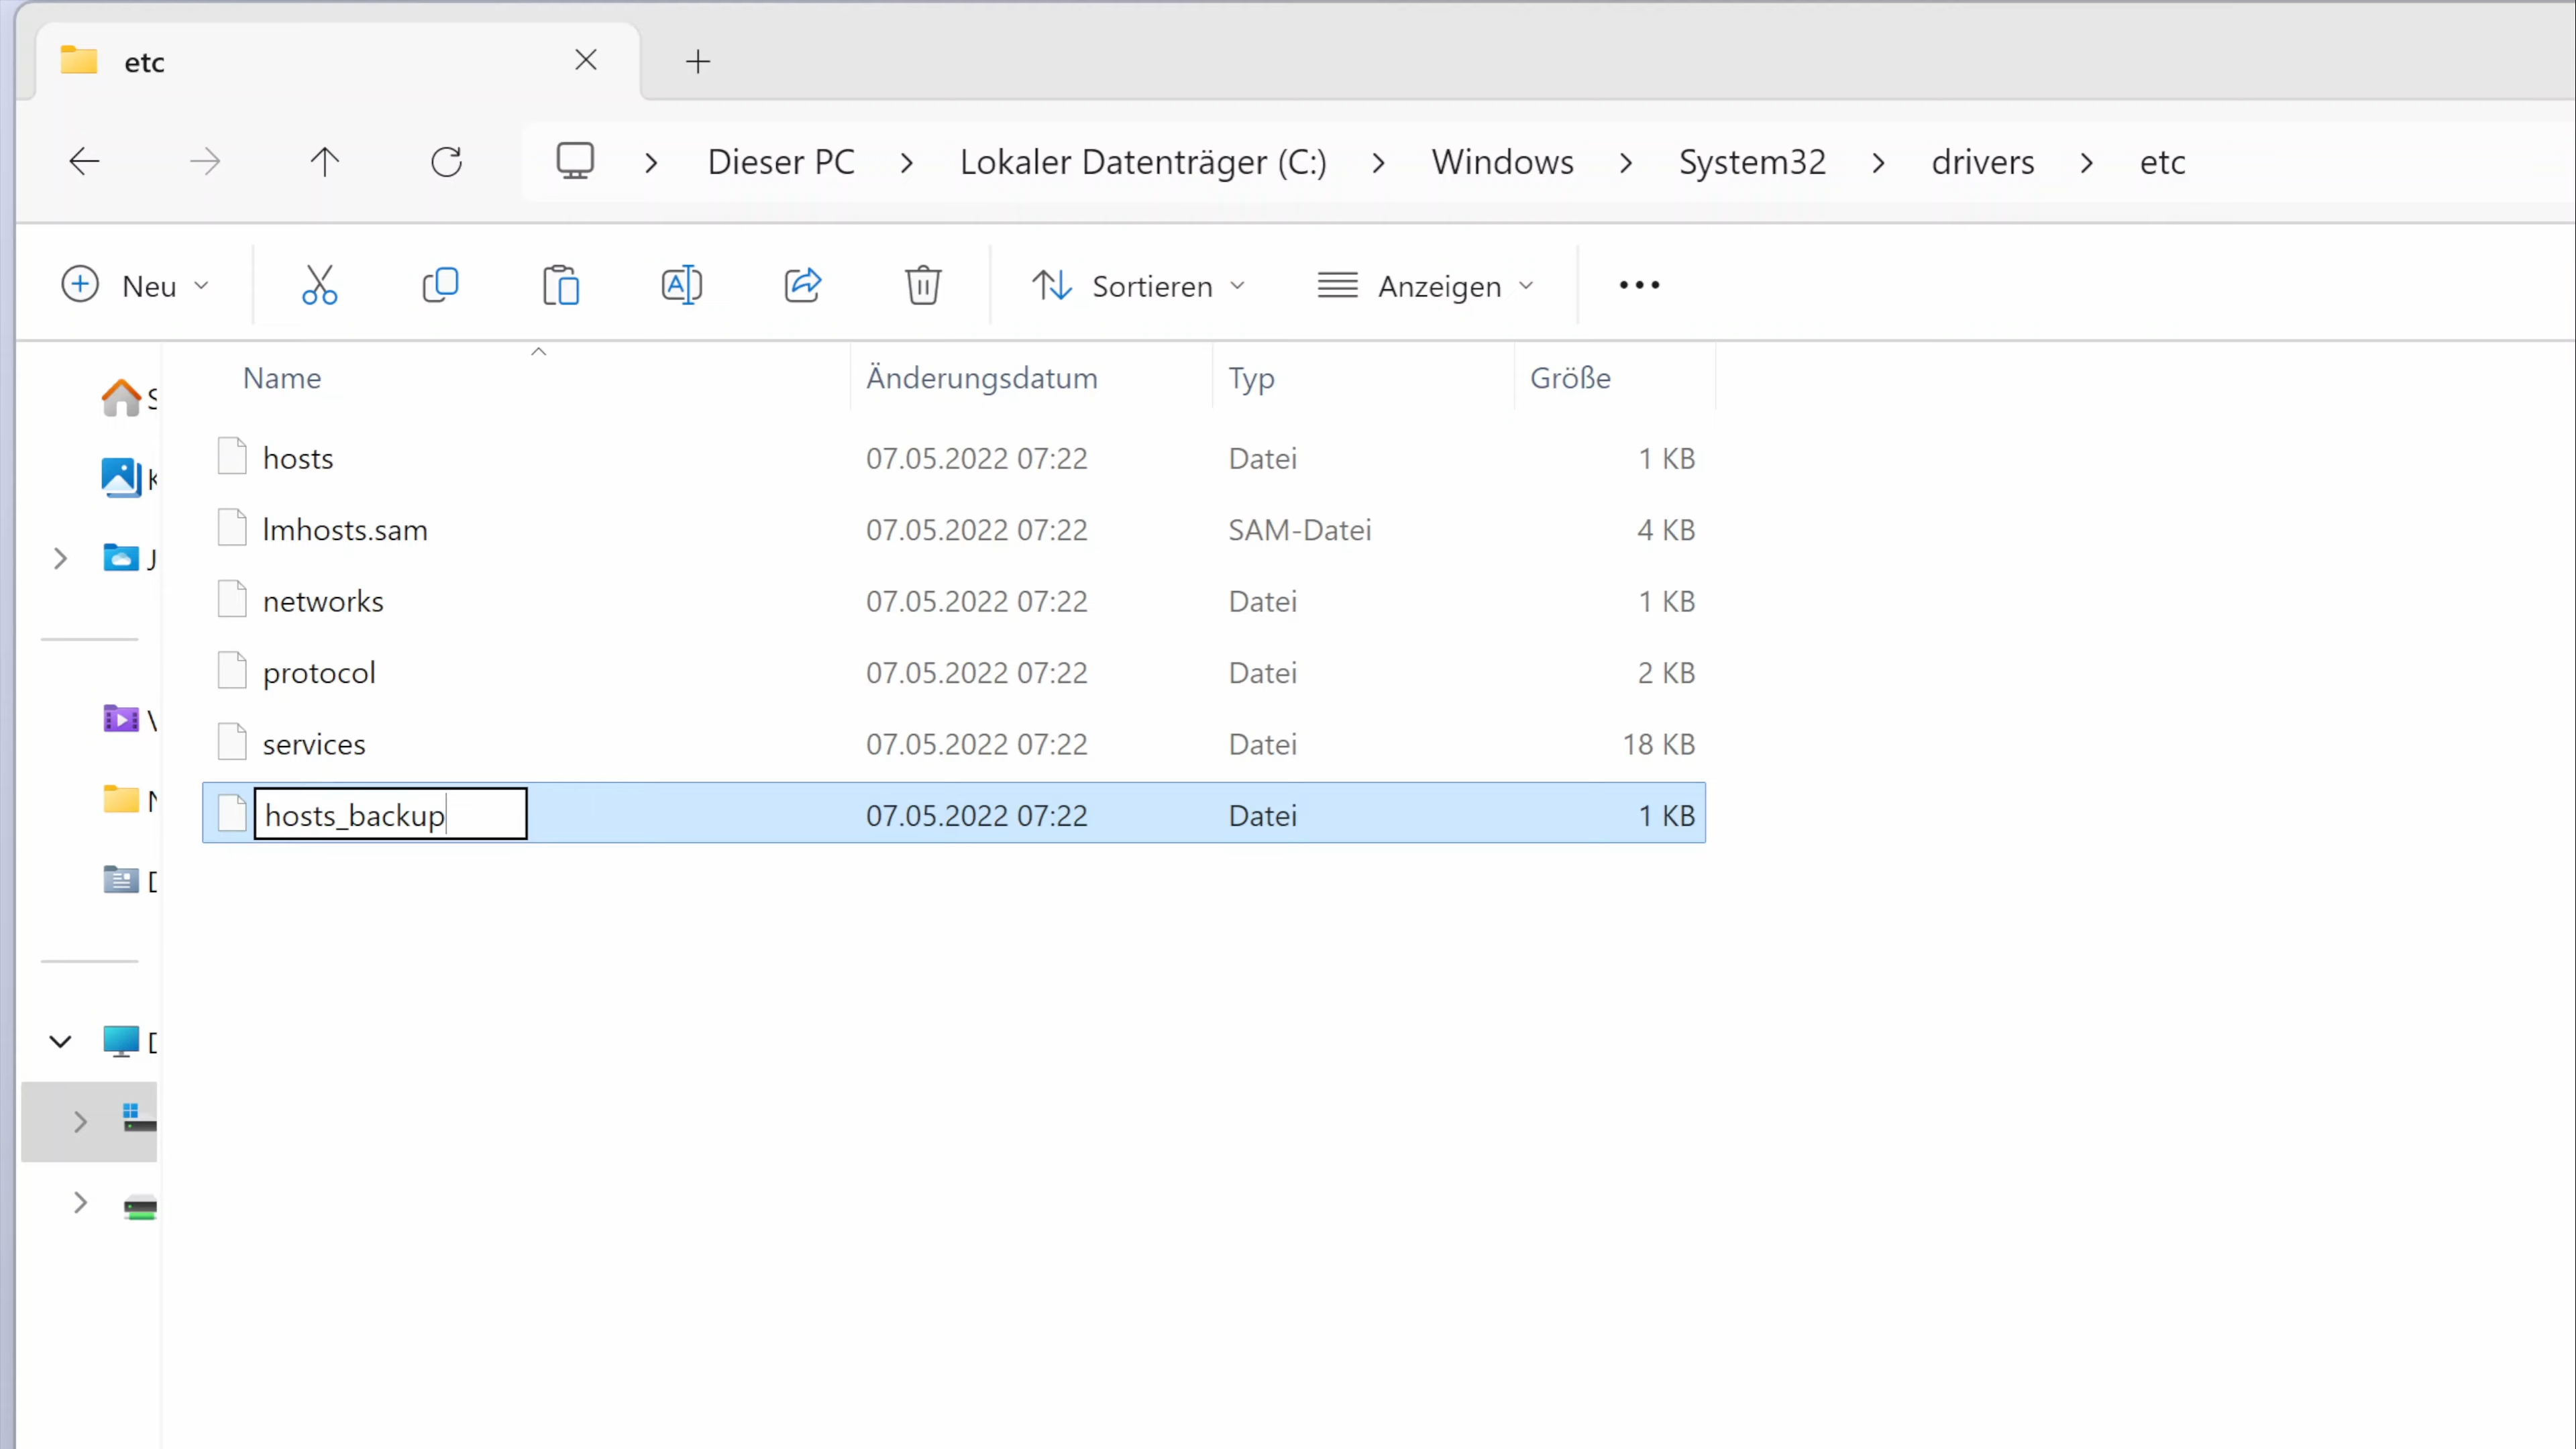 etc
Dieser PC > Lokaler Datenträger (C:) > Windows > System32 > drivers > etc
Neu Sortieren Anzeigen
Name Änderungsdatum Typ Größe
hosts 07.05.2022 07:22 Datei 1 KB
lmhosts.sam 07.05.2022 07:22 SAM-Datei 4 KB
networks 07.05.2022 07:22 Datei 1 KB
protocol 07.05.2022 07:22 Datei 2 KB
services 07.05.2022 07:22 Datei 18 KB
hosts_backup 07.05.2022 07:22 Datei 1 KB